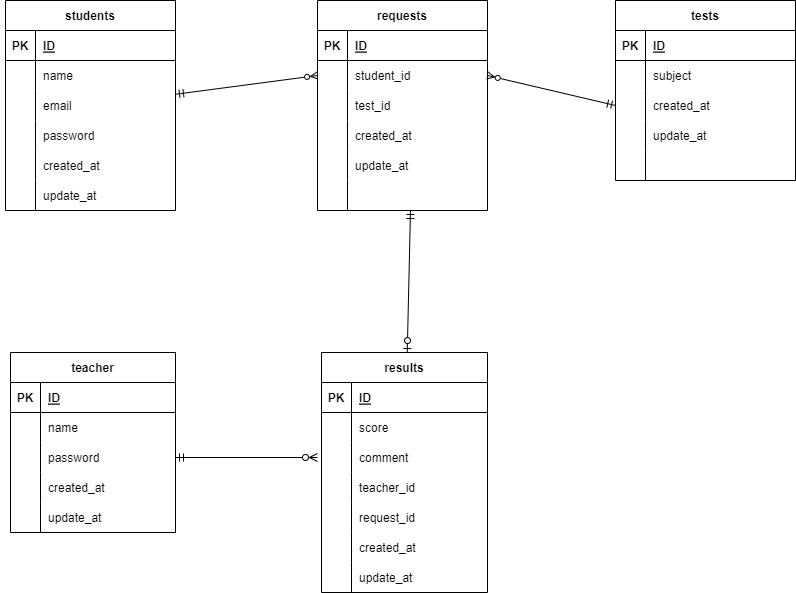 students
PK ID
name
email
password
created_at
update_at
requests
PK ID
student_id
test_id
created_at
update_at
tests
PK ID
subject
created_at
update_at
teacher
PK ID
name
password
created_at
update_at
results
PK ID
score
comment
teacher_id
request_id
created_at
update_at